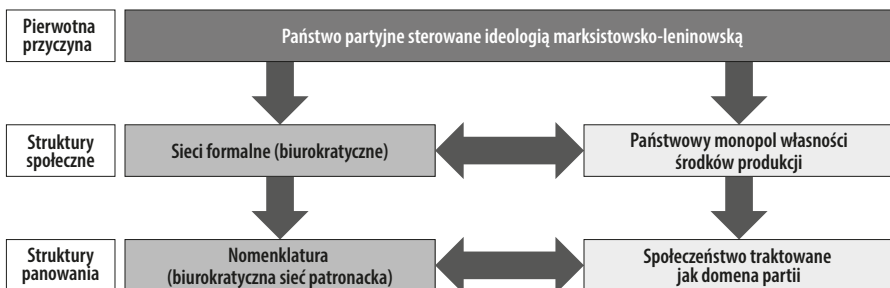 Pierwotna
przyczyna
Państwo partyjne sterowane ideologią marksistowsko-leninowską
Struktury
społeczne
Sieci formalne (biurokratyczne)
Państwowy monopol własności
środków produkcji
Struktury
panowania
Nomenklatura
(biurokratyczna sieć patronacka)
Społeczeństwo traktowane
jak domena partii